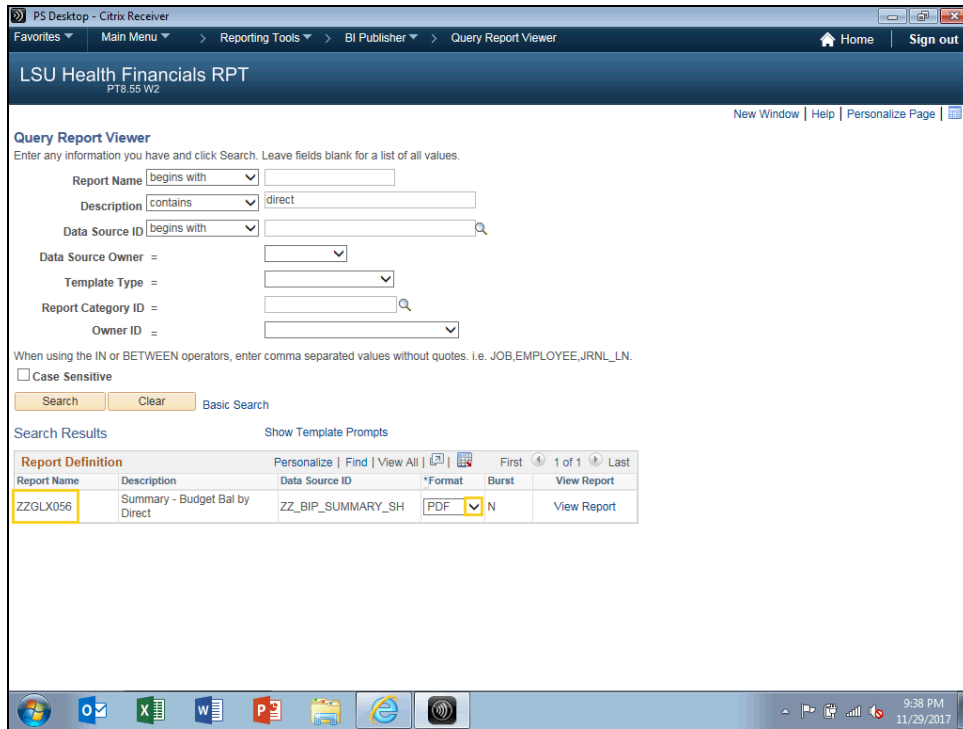 PS Desktop - Citrix Receiver
Favorites Main Menu > Reporting Tools > BI Publisher > Query Report Viewer Home Sign out
LSU Health Financials RPT
PT8.55 W2
New Window | Help | Personalize Page |
Query Report Viewer
Enter any information you have and click Search. Leave fields blank for a list of all values.
Report Name begins with
Description contains direct
Data Source ID begins with
Data Source Owner =
Template Type =
Report Category ID =
Owner ID =
When using the IN or BETWEEN operators, enter comma separated values without quotes. i.e. JOB,EMPLOYEE,JRNL_LN.
Case Sensitive
Search Clear Basic Search
Search Results Show Template Prompts
Report Definition Personalize | Find | View All | | First 1 of 1 Last
Report Name Description Data Source ID *Format Burst View Report
ZZGLX056 Summary - Budget Bal by Direct ZZ_BIP_SUMMARY_SH PDF N View Report
9:38 PM
11/29/2017